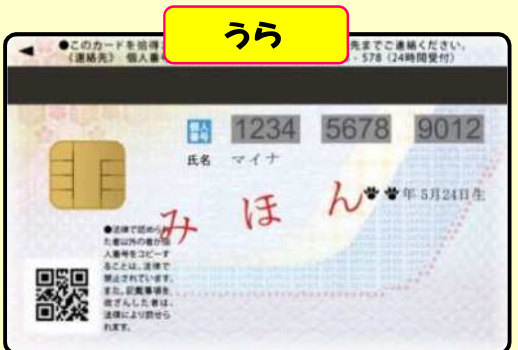 うら
●このカードを拾得
先までご連絡ください。
《連絡先》 個人番号
- 578（24時間受付）
個人番号 1234 5678 9012
氏名 マイナ
年 5月24日生
みほん
●法律で認められ
た者以外の者が個
人番号をコピーす
ることは、法律で
禁止されています。
また、記載事項を
改ざんした者は、
法律により罰せら
れます。